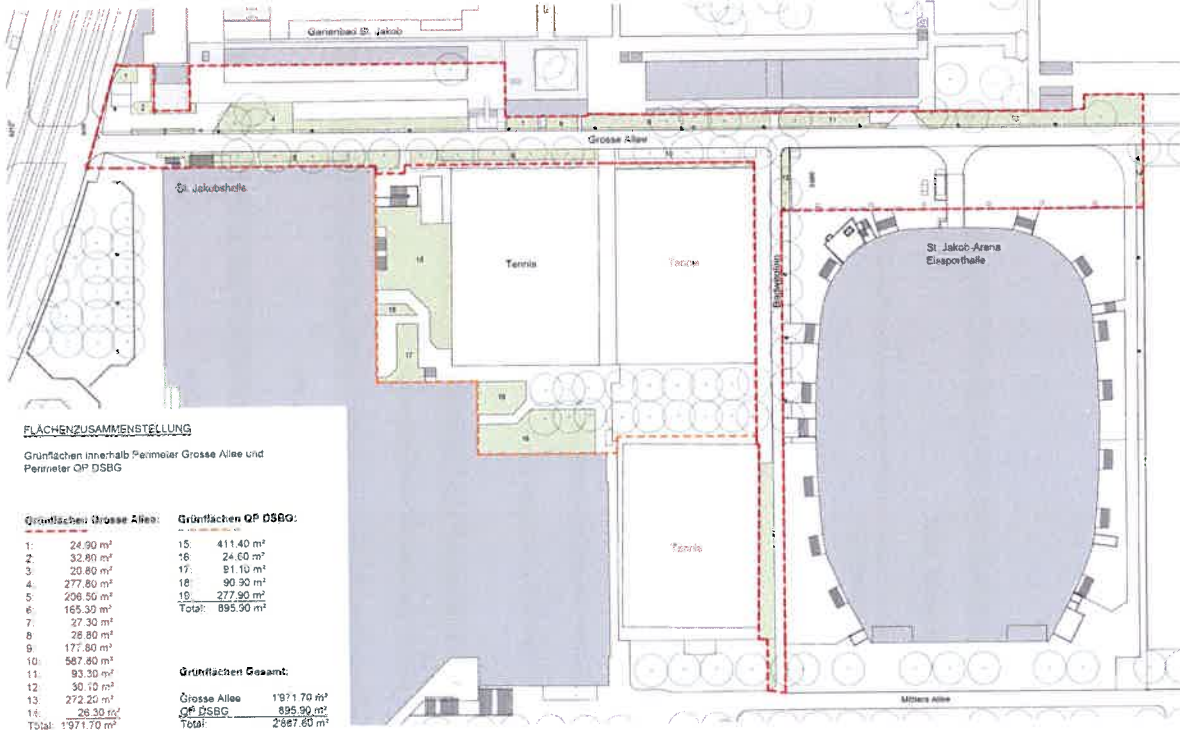 Gartenbad St. Jakob
Grosse Allee
St. Jakobshalle
Tennis
Tennis
St. Jakob-Arena
Eissporthalle
Tennis
Mittlere Allee
FLÄCHENZUSAMMENSTELLUNG
Grünflächen innerhalb Perimeter Grosse Allee und
Perimeter QP DSBG
Grünflächen Grosse Allee:
1: 24.90 m²
2: 32.80 m²
3: 20.80 m²
4: 277.80 m²
5: 206.50 m²
6: 165.30 m²
7: 27.30 m²
8: 28.80 m²
9: 177.80 m²
10: 587.80 m²
11: 93.30 m²
12: 30.10 m²
13: 272.20 m²
14: 26.30 m²
Total: 1'971.70 m²
Grünflächen QP DSBG:
15: 411.40 m²
16: 24.60 m²
17: 91.10 m²
18: 90.90 m²
19: 277.90 m²
Total: 895.90 m²
Grünflächen Gesamt:
Grosse Allee 1'971.70 m²
QP DSBG 895.90 m²
Total: 2'867.60 m²